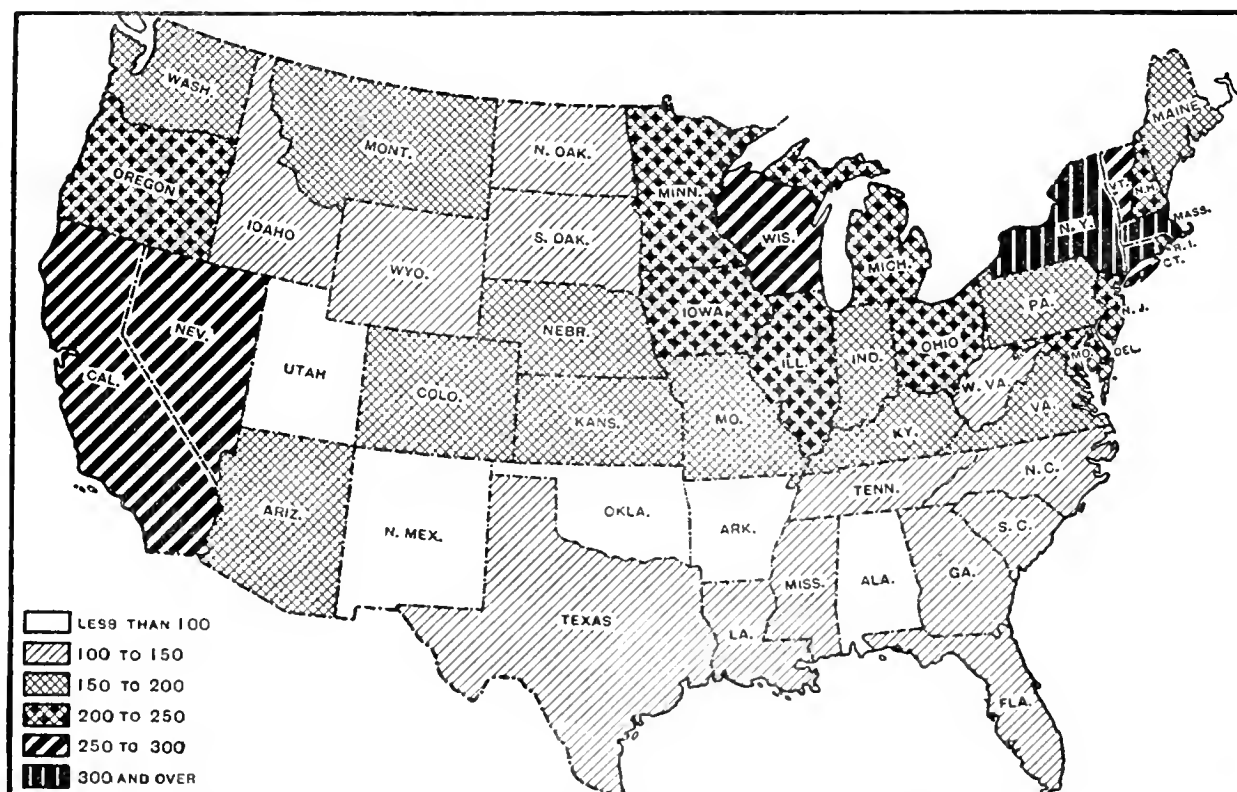 WASH.
MONT.
N. OAK.
MINN.
OREGON
IDAHO
S. OAK.
WIS.
MICH.
WYO.
MAINE
VT.
N.H.
N. Y.
MASS.
R. I.
CT.
NEBR.
IOWA
PA.
N. J.
NEV.
UTAH
COLO.
ILL.
IND.
OHIO
MO.
DEL.
CAL.
KANS.
MO.
W. VA.
VA.
KY.
ARIZ.
N. MEX.
OKLA.
ARK.
TENN.
N. C.
S. C.
TEXAS
LA.
MISS.
ALA.
GA.
FLA.
LESS THAN 100
100 TO 150
150 TO 200
200 TO 250
250 TO 300
300 AND OVER